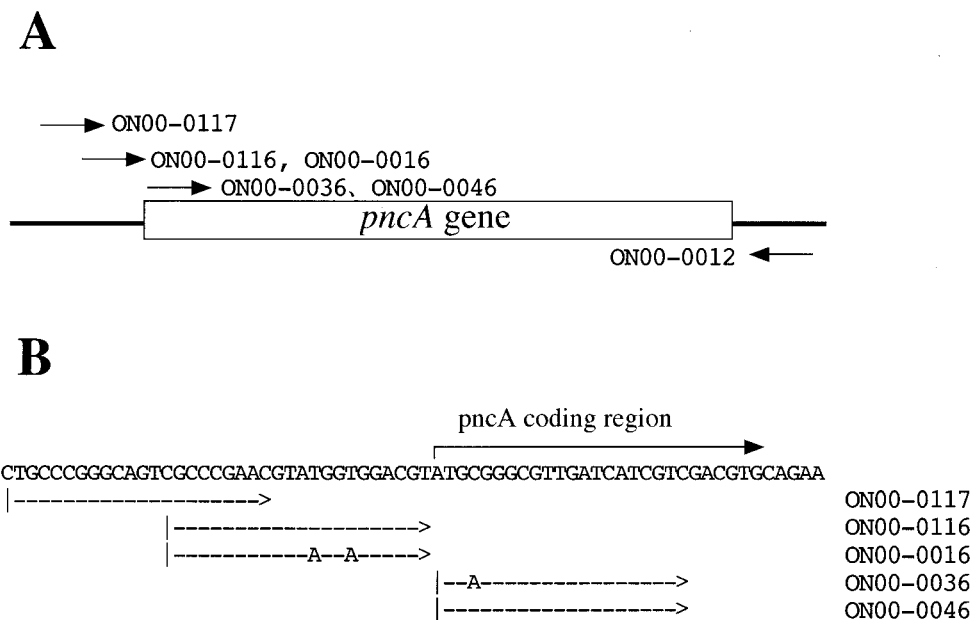 A
ON00-0117
ON00-0116, ON00-0016
ON00-0036、ON00-0046
pncA gene
ON00-0012
B
pncA coding region
CTGCCCGGGCAGTCGCCCGAACGTATGGTGGACGTATGCGGGCGTTGATCATCGTCGACGTGCAGAA
|--------------------> ON00-0117
|--------------------> ON00-0116
|-----------A--A-----> ON00-0016
|--A-----------------> ON00-0036
|--------------------> ON00-0046